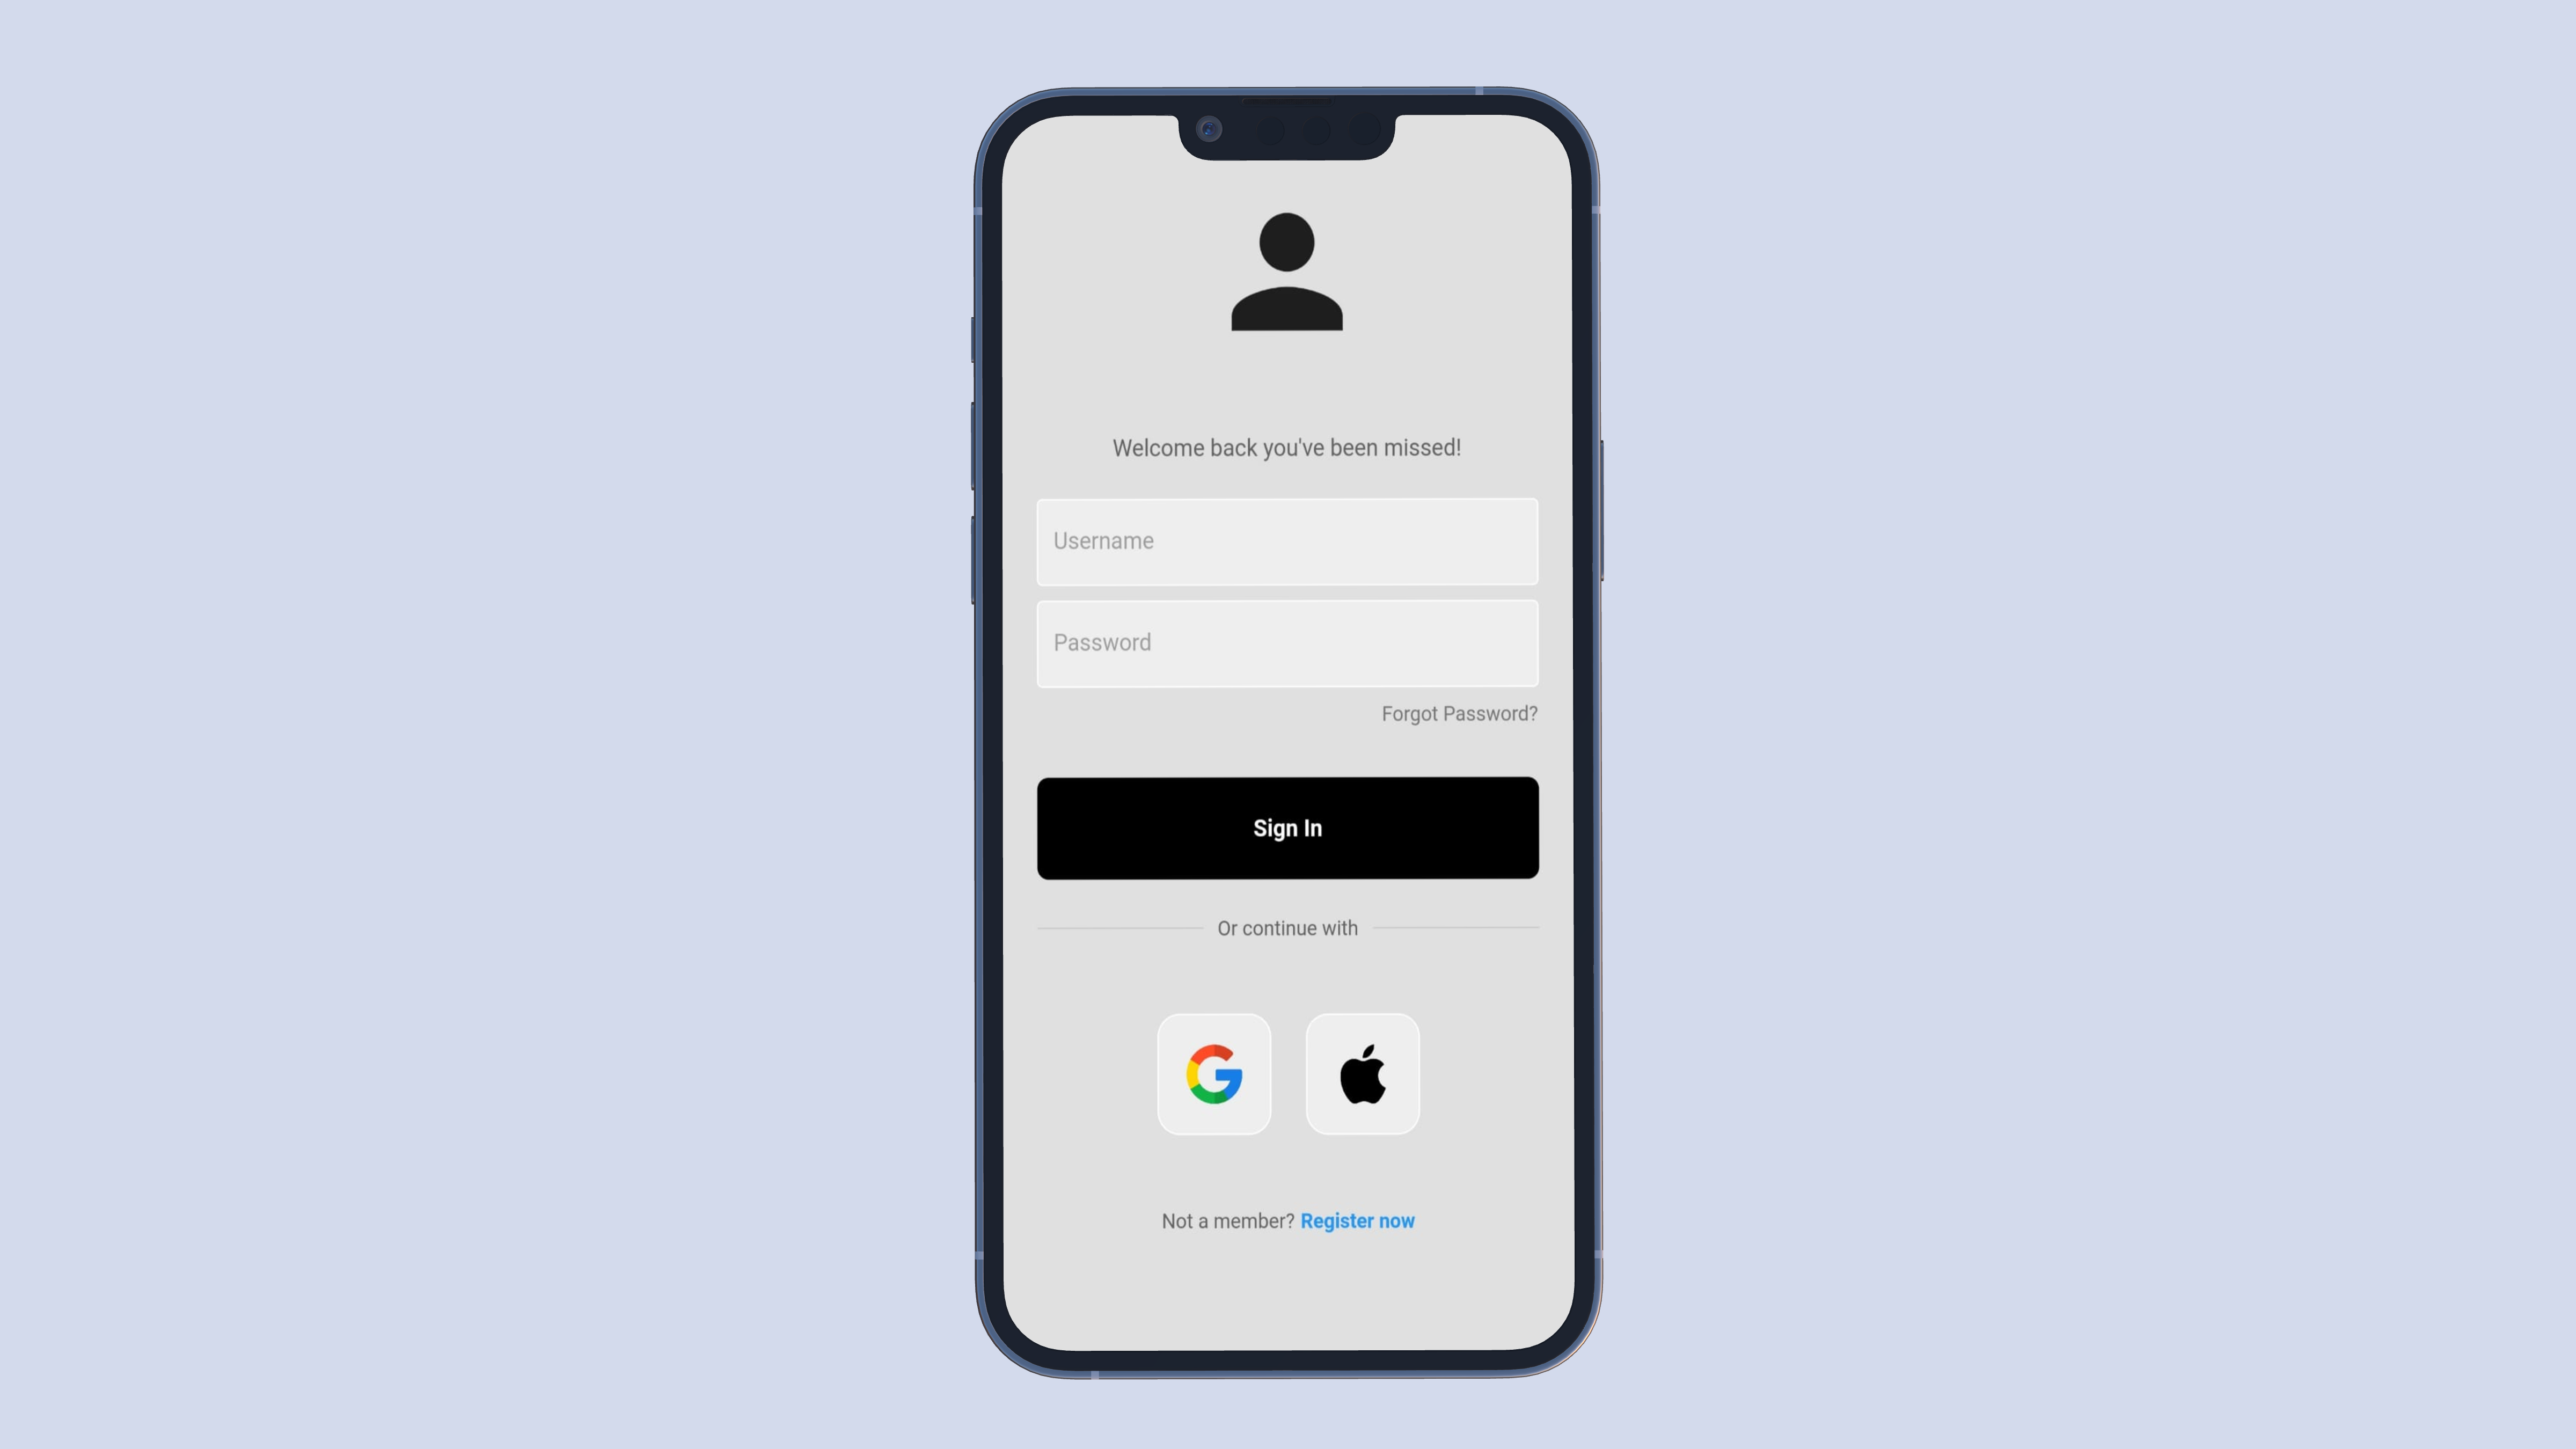 Welcome back you've been missed!
Username
Password
Forgot Password?
Sign In
Or continue with
Not a member? Register now